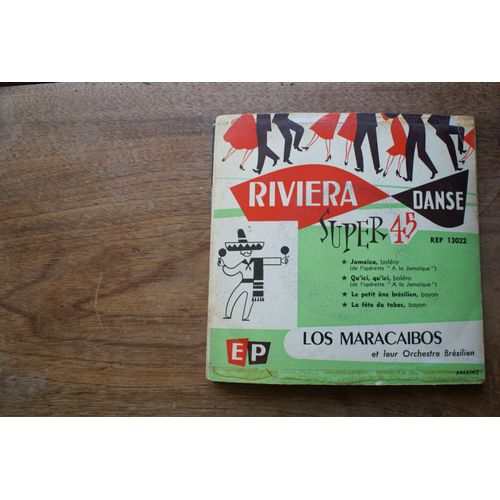 RIVIERA DANSE
SUPER 45
REP 13022
★ Jamaïca, boléro
(de l'opérette "A la Jamaïque")
★ Qu'ici, qu'ici, boléro
(de l'opérette "A la Jamaïque")
★ Le petit âne brésilien, bayon
★ La fête du tabac, bayon
EP
LOS MARACAIBOS
et leur Orchestre Brésilien